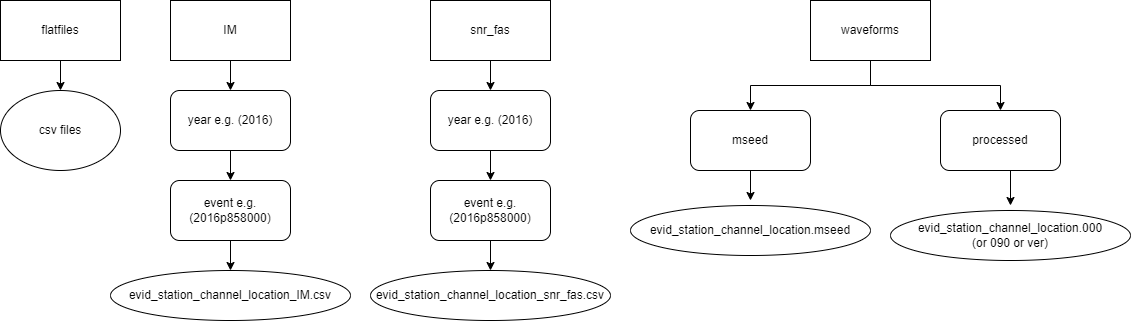 flatfiles
IM
snr_fas
waveforms
csv files
year e.g. (2016)
year e.g. (2016)
mseed
processed
event e.g.
(2016p858000)
event e.g.
(2016p858000)
evid_station_channel_location.mseed
evid_station_channel_location.000
(or 090 or ver)
evid_station_channel_location_IM.csv
evid_station_channel_location_snr_fas.csv